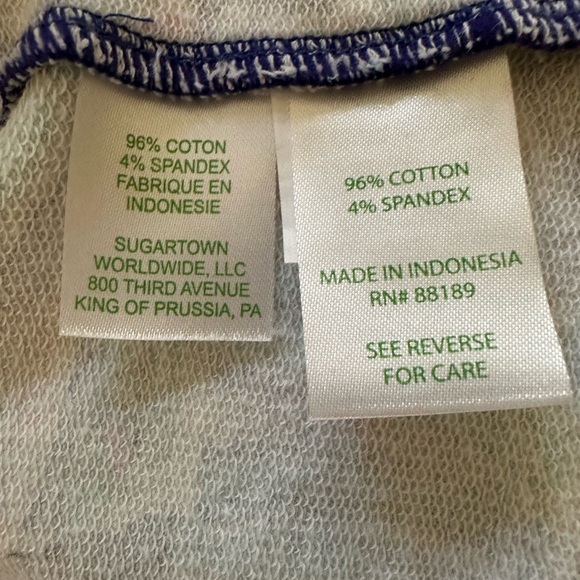 96% COTON
4% SPANDEX
FABRIQUE EN
INDONESIE
SUGARTOWN
WORLDWIDE, LLC
800 THIRD AVENUE
KING OF PRUSSIA, PA
96% COTTON
4% SPANDEX
MADE IN INDONESIA
RN# 88189
SEE REVERSE
FOR CARE